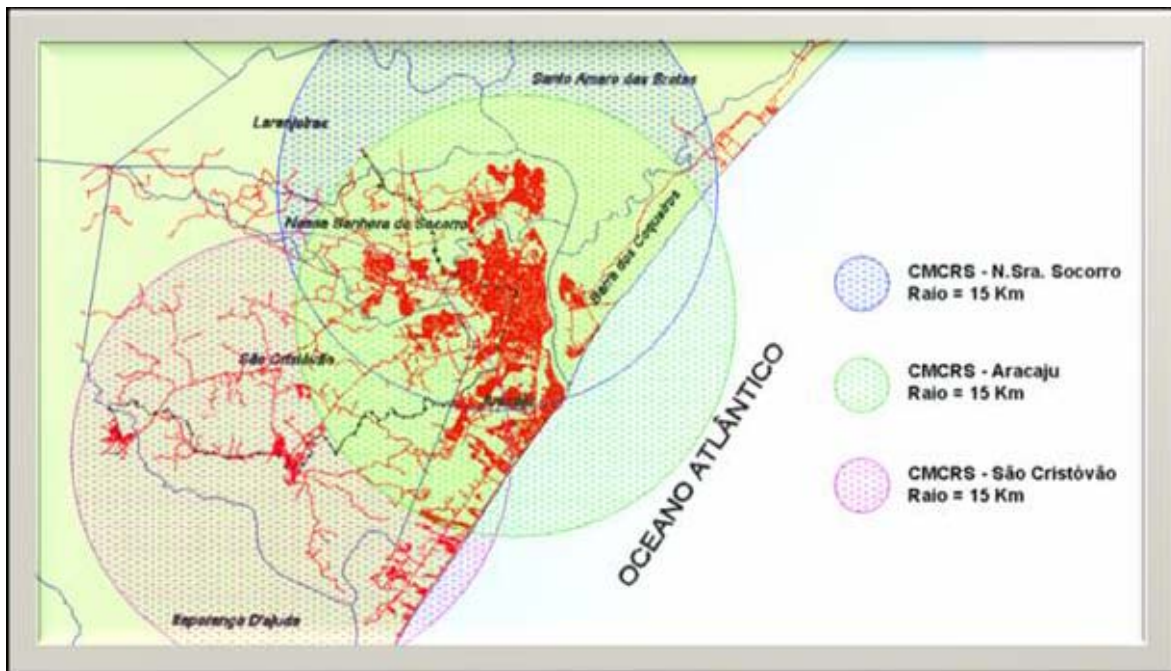 Santo Amaro das Brotas
Laranjeiras
Nossa Senhora do Socorro
Barra dos Coqueiros
São Cristóvão
Aracaju
Itaporanga D'ajuda
OCEANO ATLÂNTICO
CMCRS - N.Sra. Socorro
Raio = 15 Km
CMCRS - Aracaju
Raio = 15 Km
CMCRS - São Cristóvão
Raio = 15 Km